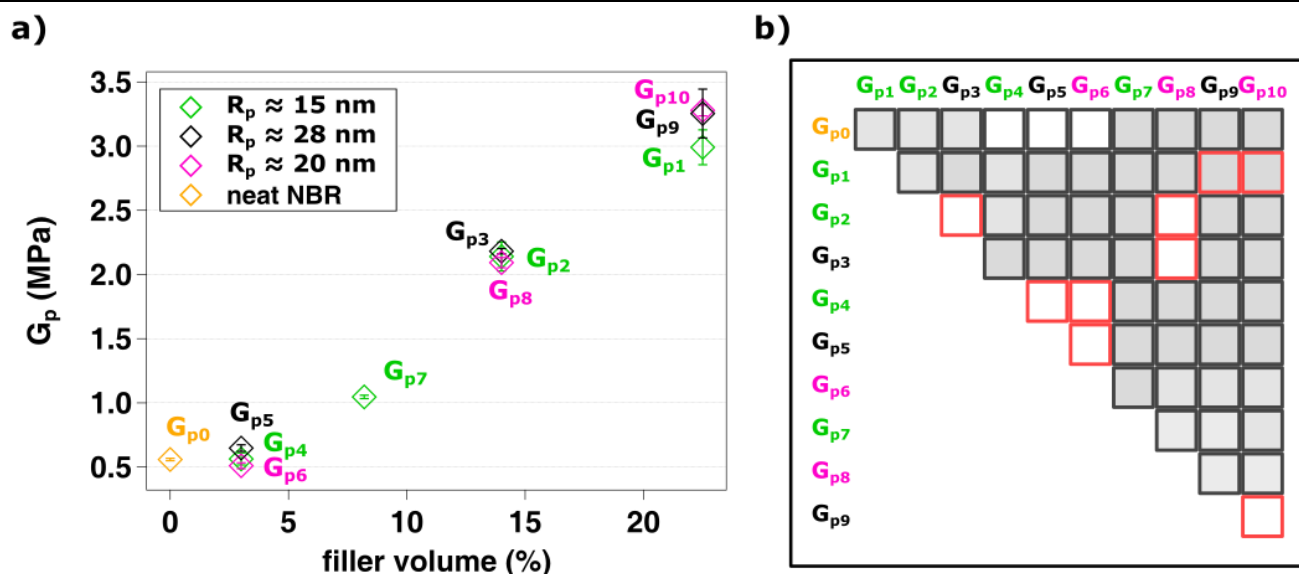 a)
3.5
3.0
2.5
2.0
1.5
1.0
0.5
Gp (MPa)
Rp ≈ 15 nm
Rp ≈ 28 nm
Rp ≈ 20 nm
neat NBR
Gp10
Gp9
Gp1
Gp3
Gp2
Gp8
Gp7
Gp5
Gp0
Gp4
Gp6
0 5 10 15 20
filler volume (%)
b)
Gp1 Gp2 Gp3 Gp4 Gp5 Gp6 Gp7 Gp8 Gp9 Gp10
Gp0
Gp1
Gp2
Gp3
Gp4
Gp5
Gp6
Gp7
Gp8
Gp9